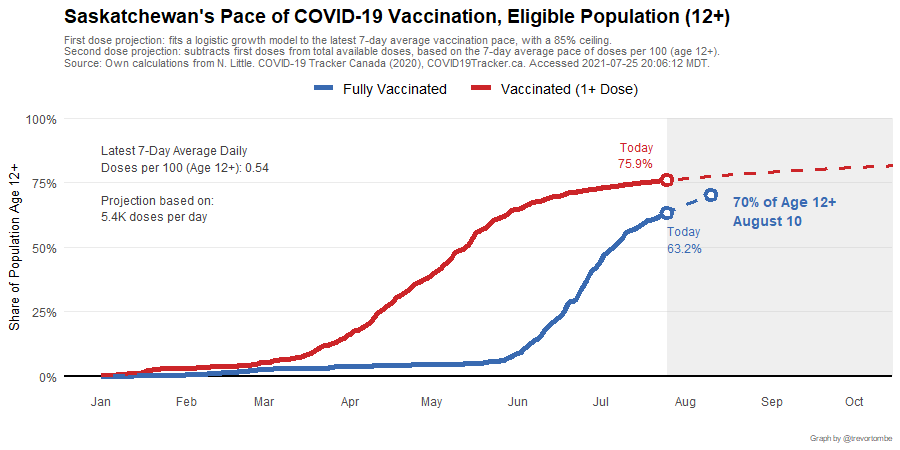 Saskatchewan's Pace of COVID-19 Vaccination, Eligible Population (12+)
First dose projection: fits a logistic growth model to the latest 7-day average vaccination pace, with a 85% ceiling.
Second dose projection: subtracts first doses from total available doses, based on the 7-day average pace of doses per 100 (age 12+).
Source: Own calculations from N. Little. COVID-19 Tracker Canada (2020), COVID19Tracker.ca. Accessed 2021-07-25 20:06:12 MDT.
Fully Vaccinated
Vaccinated (1+ Dose)
Share of Population Age 12+
100%
75%
50%
25%
0%
Latest 7-Day Average Daily
Doses per 100 (Age 12+): 0.54
Projection based on:
5.4K doses per day
Today
75.9%
70% of Age 12+
August 10
Today
63.2%
Jan
Feb
Mar
Apr
May
Jun
Jul
Aug
Sep
Oct
Graph by @trevortombe